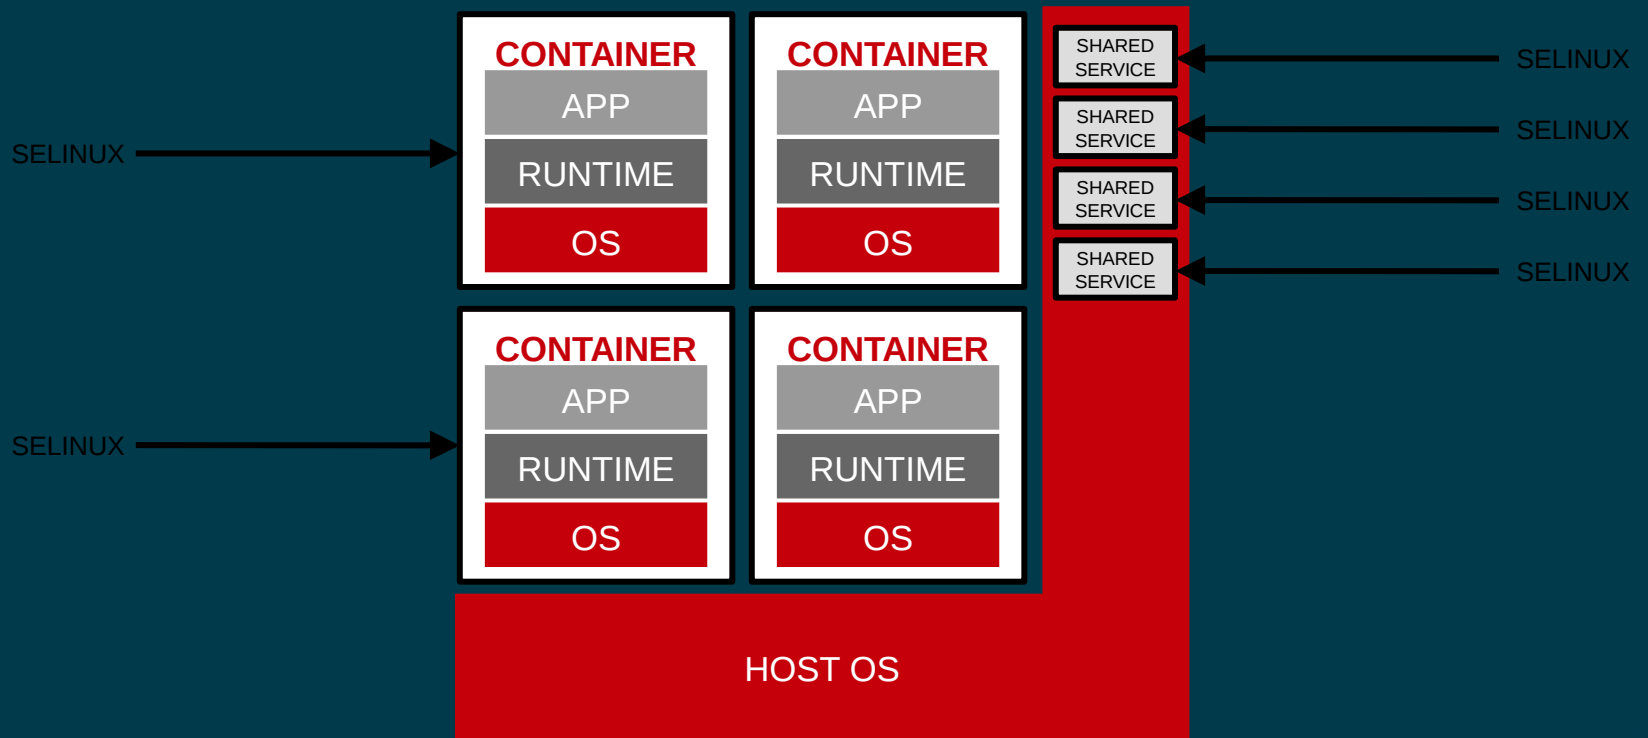 CONTAINER
APP
RUNTIME
OS
CONTAINER
APP
RUNTIME
OS
SHARED
SERVICE
SHARED
SERVICE
SHARED
SERVICE
SHARED
SERVICE
SELINUX
SELINUX
SELINUX
SELINUX
SELINUX
SELINUX
CONTAINER
APP
RUNTIME
OS
CONTAINER
APP
RUNTIME
OS
HOST OS